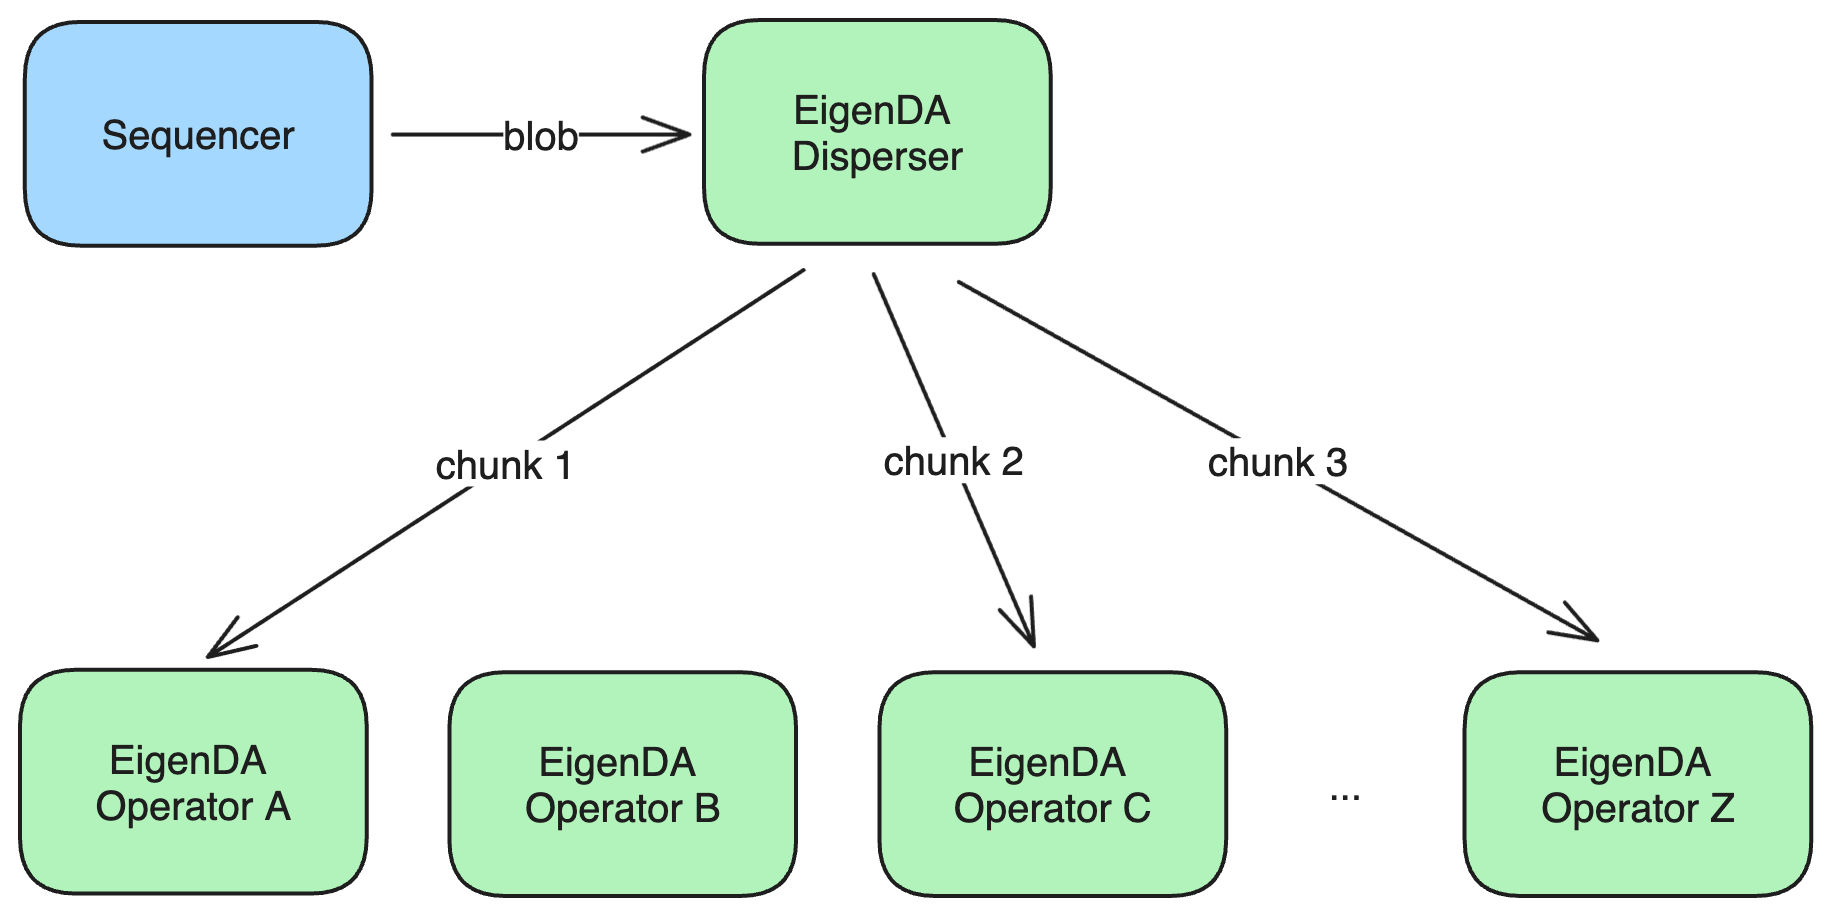 Sequencer
blob
EigenDA
Disperser
chunk 1
chunk 2
chunk 3
EigenDA
Operator A
EigenDA
Operator B
EigenDA
Operator C
...
EigenDA
Operator Z